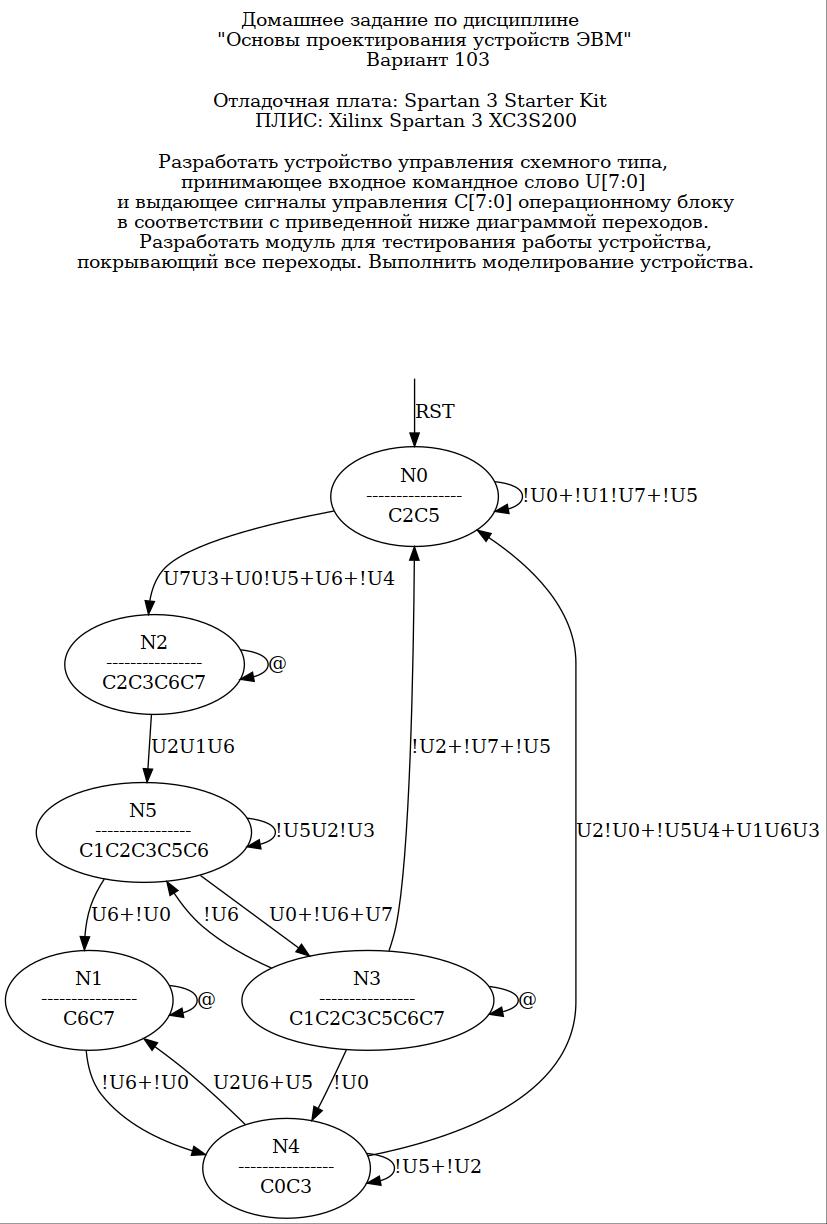 Домашнее задание по дисциплине
"Основы проектирования устройств ЭВМ"
Вариант 103
Отладочная плата: Spartan 3 Starter Kit
ПЛИС: Xilinx Spartan 3 XC3S200
Разработать устройство управления схемного типа,
принимающее входное командное слово U[7:0]
и выдающее сигналы управления C[7:0] операционному блоку
в соответствии с приведенной ниже диаграммой переходов.
Разработать модуль для тестирования работы устройства,
покрывающий все переходы. Выполнить моделирование устройства.
RST
N0
----------------
C2C5
!U0+!U1!U7+!U5
U7U3+U0!U5+U6+!U4
N2
----------------
C2C3C6C7
@
U2U1U6
!U2+!U7+!U5
N5
----------------
C1C2C3C5C6
!U5U2!U3
U2!U0+!U5U4+U1U6U3
U6+!U0
!U6
U0+!U6+U7
N1
----------------
C6C7
@
N3
----------------
C1C2C3C5C6C7
@
!U6+!U0
U2U6+U5
!U0
N4
----------------
C0C3
!U5+!U2